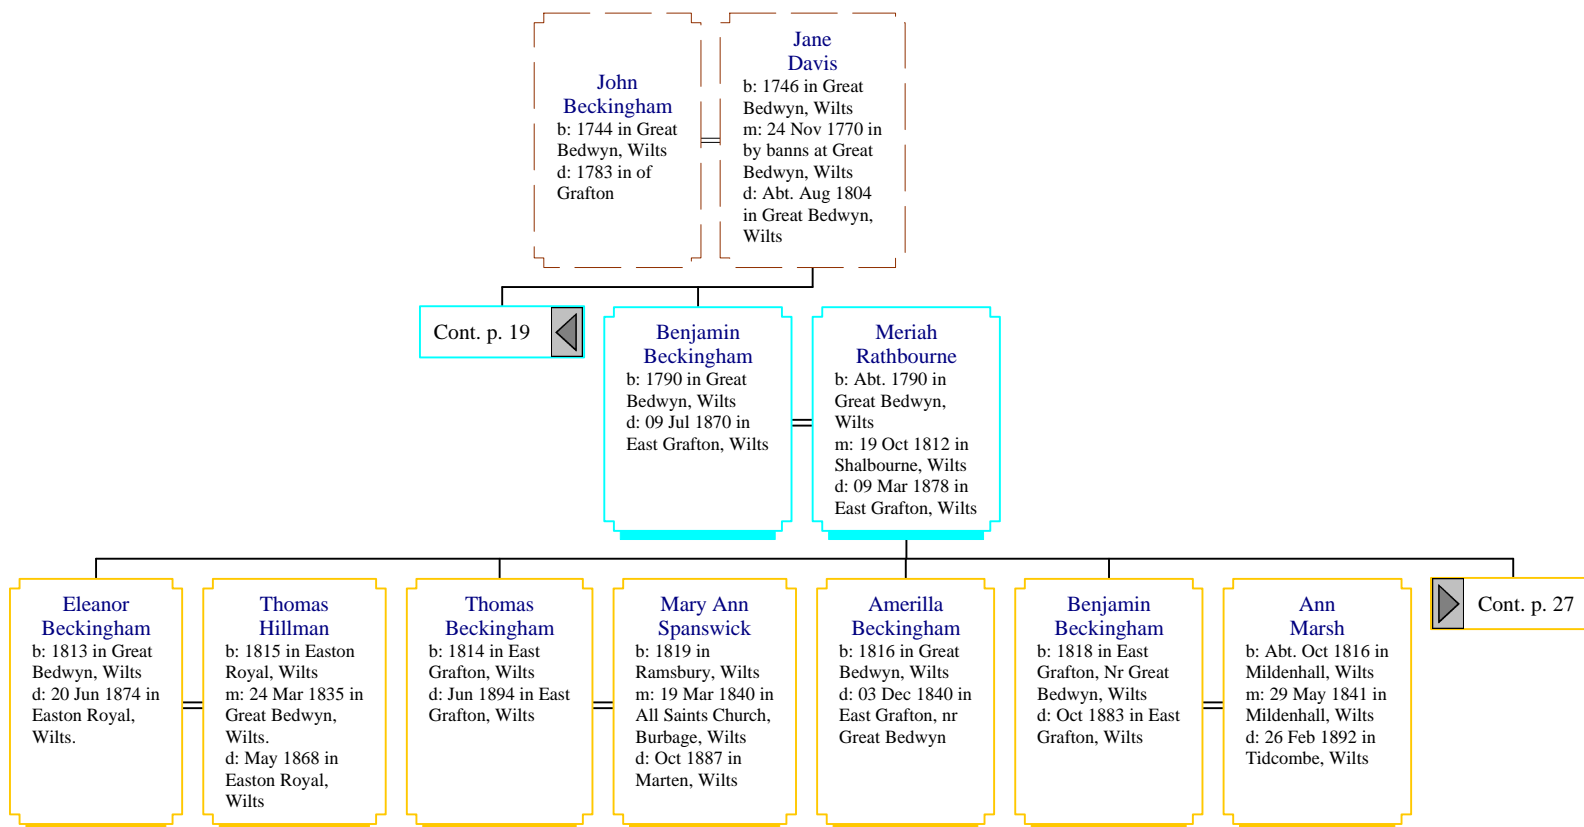 John
Beckingham
b: 1744 in Great
Bedwyn, Wilts
d: 1783 in of
Grafton
Jane
Davis
b: 1746 in Great
Bedwyn, Wilts
m: 24 Nov 1770 in
by banns at Great
Bedwyn, Wilts
d: Abt. Aug 1804
in Great Bedwyn,
Wilts
Cont. p. 19
Benjamin
Beckingham
b: 1790 in Great
Bedwyn, Wilts
d: 09 Jul 1870 in
East Grafton, Wilts
Meriah
Rathbourne
b: Abt. 1790 in
Great Bedwyn,
Wilts
m: 19 Oct 1812 in
Shalbourne, Wilts
d: 09 Mar 1878 in
East Grafton, Wilts
Eleanor
Beckingham
b: 1813 in Great
Bedwyn, Wilts
d: 20 Jun 1874 in
Easton Royal,
Wilts.
Thomas
Hillman
b: 1815 in Easton
Royal, Wilts
m: 24 Mar 1835 in
Great Bedwyn,
Wilts.
d: May 1868 in
Easton Royal,
Wilts
Thomas
Beckingham
b: 1814 in East
Grafton, Wilts
d: Jun 1894 in East
Grafton, Wilts
Mary Ann
Spanswick
b: 1819 in
Ramsbury, Wilts
m: 19 Mar 1840 in
All Saints Church,
Burbage, Wilts
d: Oct 1887 in
Marten, Wilts
Amerilla
Beckingham
b: 1816 in Great
Bedwyn, Wilts
d: 03 Dec 1840 in
East Grafton, nr
Great Bedwyn
Benjamin
Beckingham
b: 1818 in East
Grafton, Nr Great
Bedwyn, Wilts
d: Oct 1883 in East
Grafton, Wilts
Ann
Marsh
b: Abt. Oct 1816 in
Mildenhall, Wilts
m: 29 May 1841 in
Mildenhall, Wilts
d: 26 Feb 1892 in
Tidcombe, Wilts
Cont. p. 27